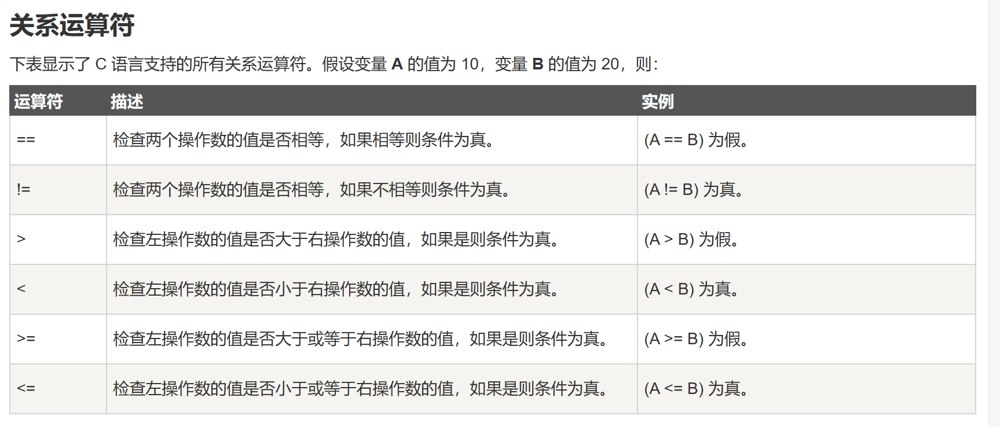 关系运算符
下表显示了 C 语言支持的所有关系运算符。假设变量 A 的值为 10，变量 B 的值为 20，则：
运算符 描述 实例
== 检查两个操作数的值是否相等，如果相等则条件为真。 (A == B) 为假。
!= 检查两个操作数的值是否相等，如果不相等则条件为真。 (A != B) 为真。
> 检查左操作数的值是否大于右操作数的值，如果是则条件为真。 (A > B) 为假。
< 检查左操作数的值是否小于右操作数的值，如果是则条件为真。 (A < B) 为真。
>= 检查左操作数的值是否大于或等于右操作数的值，如果是则条件为真。 (A >= B) 为假。
<= 检查左操作数的值是否小于或等于右操作数的值，如果是则条件为真。 (A <= B) 为真。